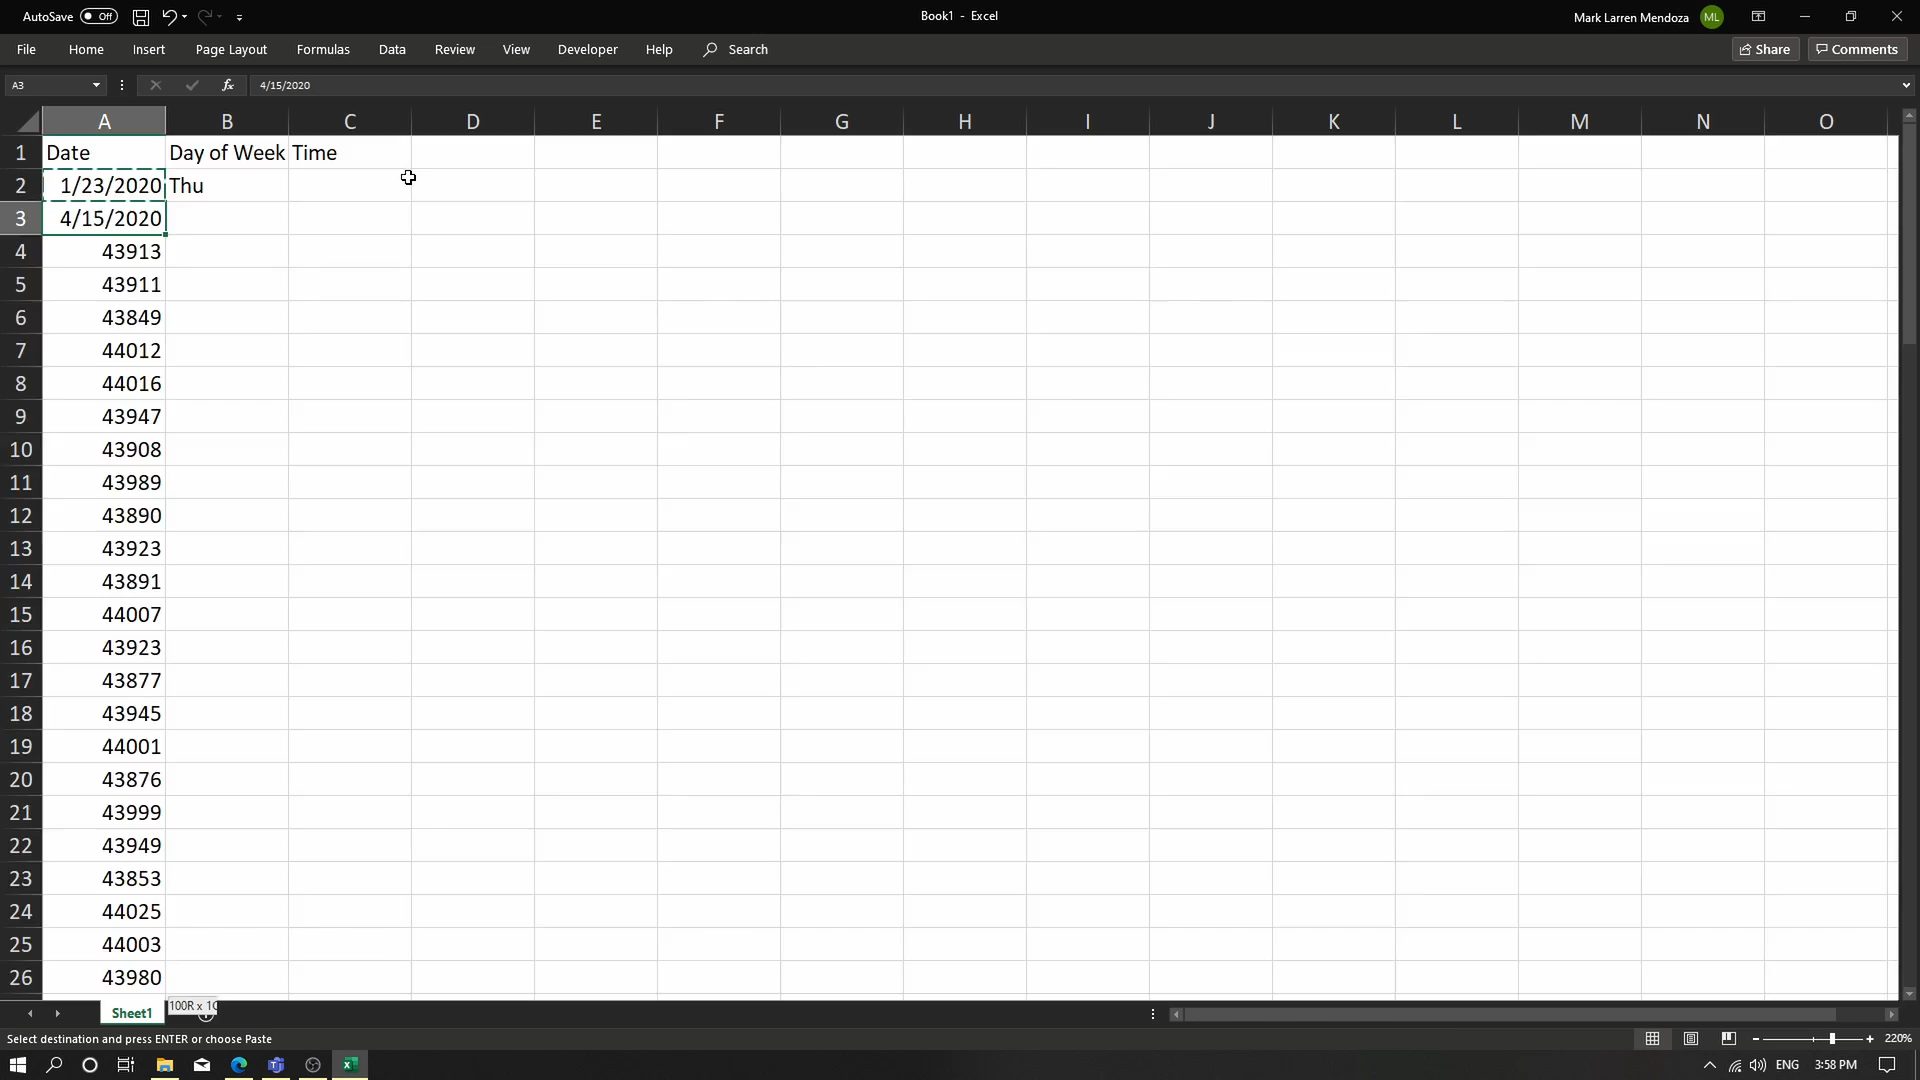 AutoSave Off Book1 - Excel Mark Larren Mendoza ML
File Home Insert Page Layout Formulas Data Review View Developer Help Search Share Comments
A3 fx 4/15/2020
A B C D E F G H I J K L M N O
1 Date Day of Week Time
2 1/23/2020 Thu
3 4/15/2020
4 43913
5 43911
6 43849
7 44012
8 44016
9 43947
10 43908
11 43989
12 43890
13 43923
14 43891
15 44007
16 43923
17 43877
18 43945
19 44001
20 43876
21 43999
22 43949
23 43853
24 44025
25 44003
26 43980
Sheet1 100R x 1
Select destination and press ENTER or choose Paste 220%
ENG 3:58 PM